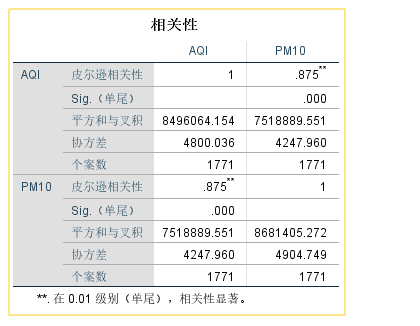 相关性
AQI PM10
AQI 皮尔逊相关性 1 .875**
Sig.（单尾） .000
平方和与叉积 8496064.154 7518889.551
协方差 4800.036 4247.960
个案数 1771 1771
PM10 皮尔逊相关性 .875** 1
Sig.（单尾） .000
平方和与叉积 7518889.551 8681405.272
协方差 4247.960 4904.749
个案数 1771 1771
**. 在 0.01 级别（单尾），相关性显著。